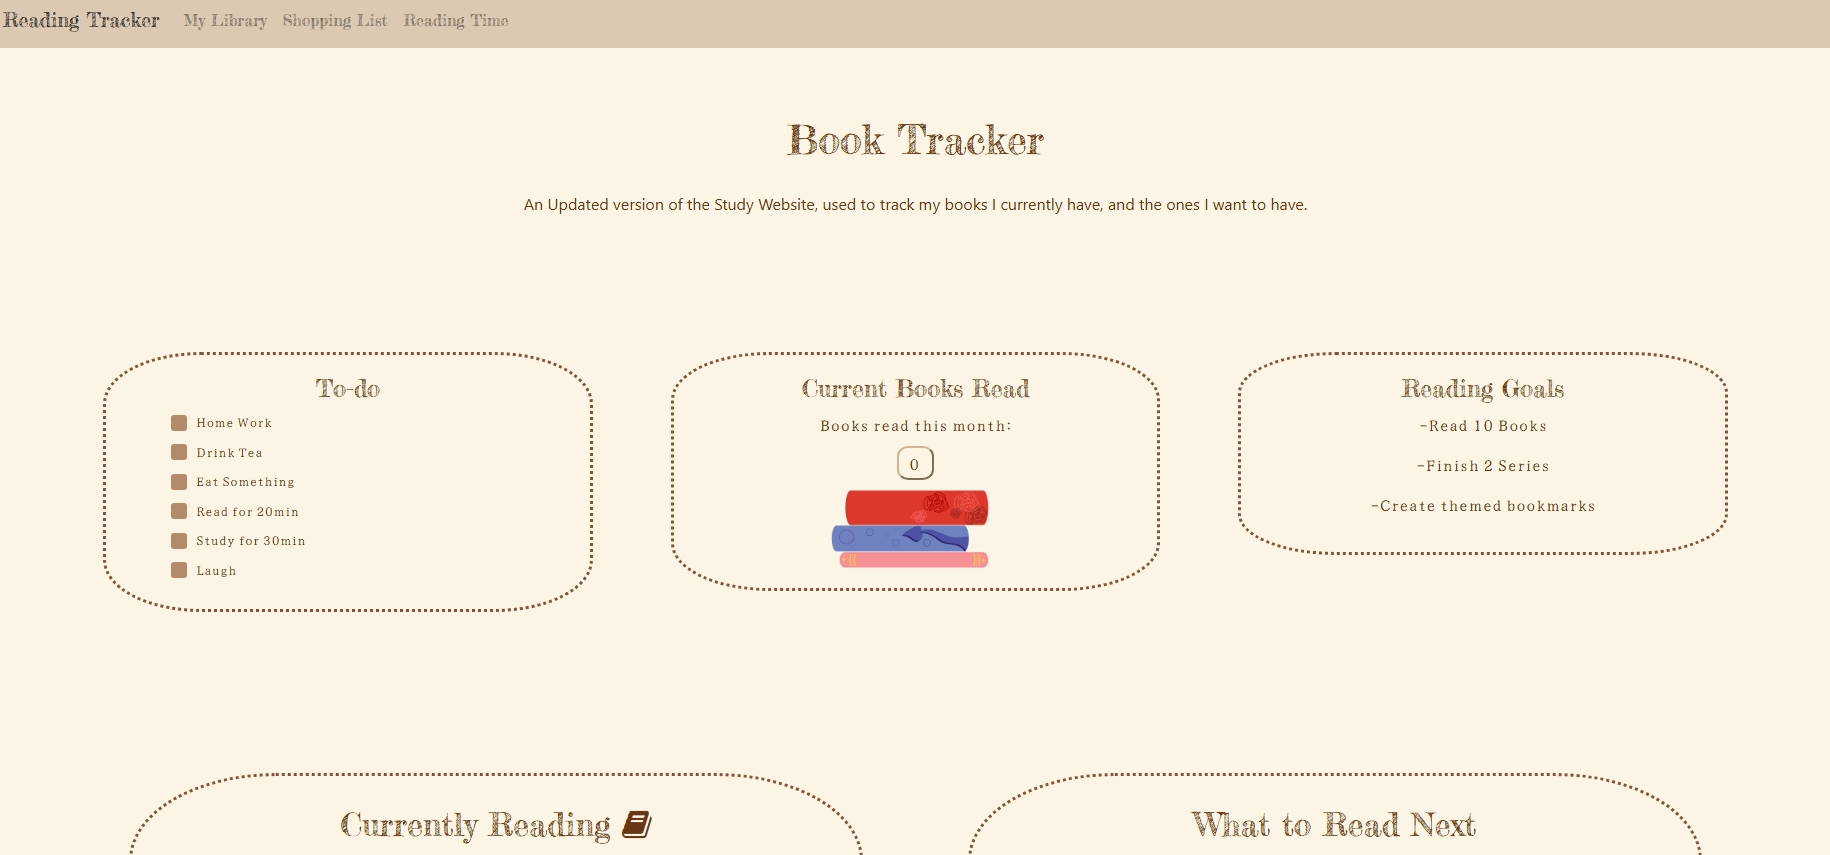 Reading Tracker My Library Shopping List Reading Time
Book Tracker
An Updated version of the Study Website, used to track my books I currently have, and the ones I want to have.
To-do
Home Work
Drink Tea
Eat Something
Read for 20min
Study for 30min
Laugh
Current Books Read
Books read this month:
0
Reading Goals
-Read 10 Books
-Finish 2 Series
-Create themed bookmarks
Currently Reading
What to Read Next